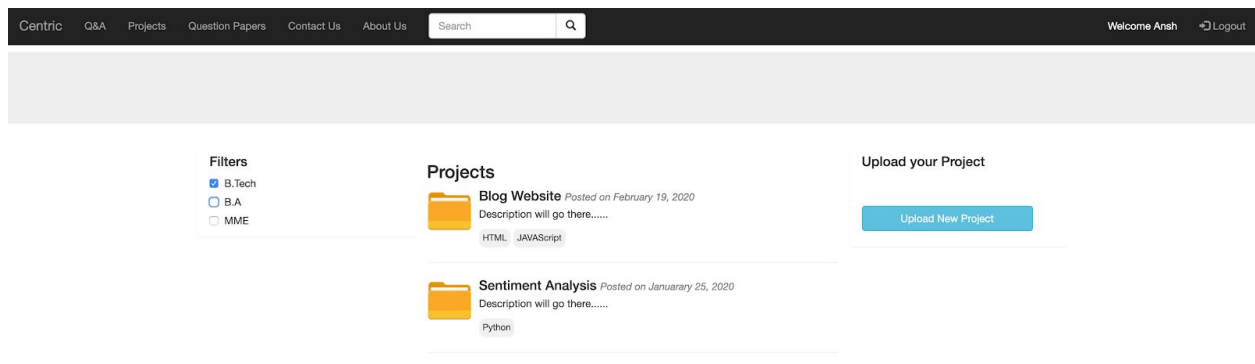 Centric Q&A Projects Question Papers Contact Us About Us Search Welcome Ansh Logout
Filters
B.Tech
B.A
MME
Projects
Blog Website Posted on February 19, 2020
Description will go there......
HTML JAVAScript
Sentiment Analysis Posted on Januarary 25, 2020
Description will go there......
Python
Upload your Project
Upload New Project